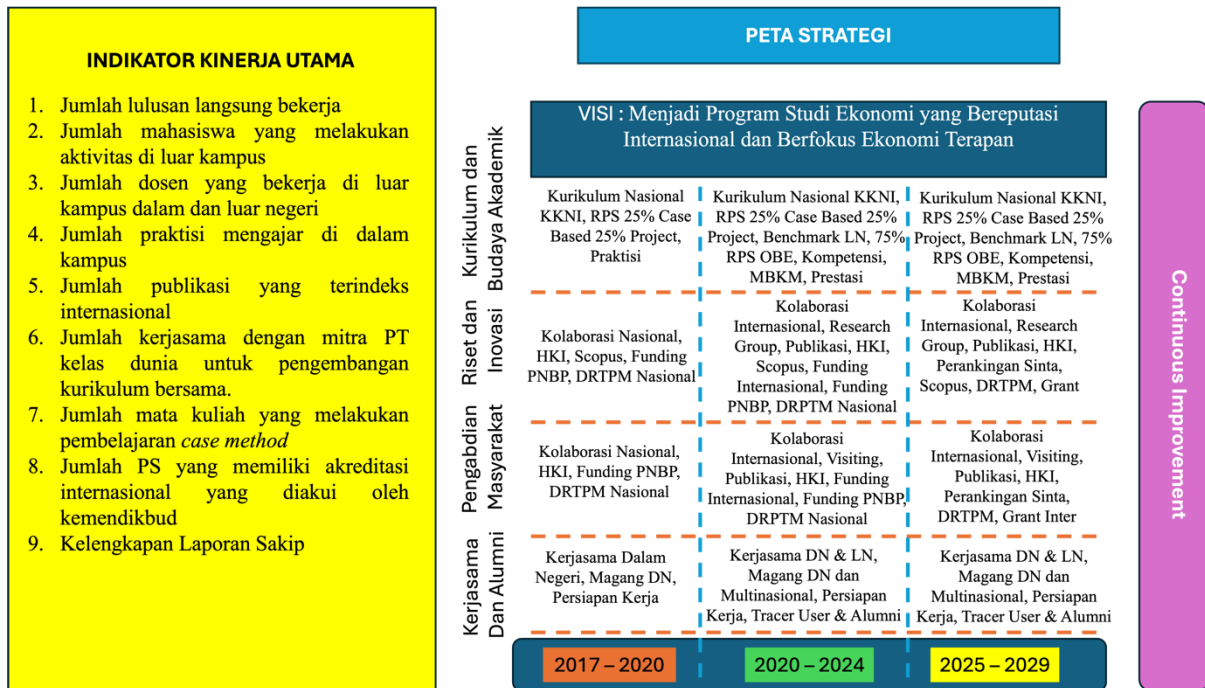 INDIKATOR KINERJA UTAMA
1. Jumlah lulusan langsung bekerja
2. Jumlah mahasiswa yang melakukan
aktivitas di luar kampus
3. Jumlah dosen yang bekerja di luar
kampus dalam dan luar negeri
4. Jumlah praktisi mengajar di dalam
kampus
5. Jumlah publikasi yang terindeks
internasional
6. Jumlah kerjasama dengan mitra PT
kelas dunia untuk pengembangan
kurikulum bersama.
7. Jumlah mata kuliah yang melakukan
pembelajaran case method
8. Jumlah PS yang memiliki akreditasi
internasional yang diakui oleh
kemendikbud
9. Kelengkapan Laporan Sakip
PETA STRATEGI
VISI : Menjadi Program Studi Ekonomi yang Bereputasi
Internasional dan Berfokus Ekonomi Terapan
Kurikulum dan
Budaya Akademik
Kurikulum Nasional
KKNI, RPS 25% Case
Based 25% Project,
Praktisi
Kurikulum Nasional KKNI,
RPS 25% Case Based 25%
Project, Benchmark LN, 75%
RPS OBE, Kompetensi,
MBKM, Prestasi
Kurikulum Nasional KKNI,
RPS 25% Case Based 25%
Project, Benchmark LN, 75%
RPS OBE, Kompetensi,
MBKM, Prestasi
Riset dan
Inovasi
Kolaborasi Nasional,
HKI, Scopus, Funding
PNBP, DRTPM Nasional
Kolaborasi
Internasional, Research
Group, Publikasi, HKI,
Scopus, Funding
Internasional, Funding
PNBP, DRPTM Nasional
Kolaborasi
Internasional, Research
Group, Publikasi, HKI,
Perankingan Sinta,
Scopus, DRTPM, Grant
Pengabdian
Masyarakat
Kolaborasi Nasional,
HKI, Funding PNBP,
DRTPM Nasional
Kolaborasi
Internasional, Visiting,
Publikasi, HKI, Funding
Internasional, Funding PNBP,
DRPTM Nasional
Kolaborasi
Internasional, Visiting,
Publikasi, HKI,
Perankingan Sinta,
DRTPM, Grant Inter
Kerjasama
Dan Alumni
Kerjasama Dalam
Negeri, Magang DN,
Persiapan Kerja
Kerjasama DN & LN,
Magang DN dan
Multinasional, Persiapan
Kerja, Tracer User & Alumni
Kerjasama DN & LN,
Magang DN dan
Multinasional, Persiapan
Kerja, Tracer User & Alumni
2017 – 2020
2020 – 2024
2025 – 2029
Continuous Improvement